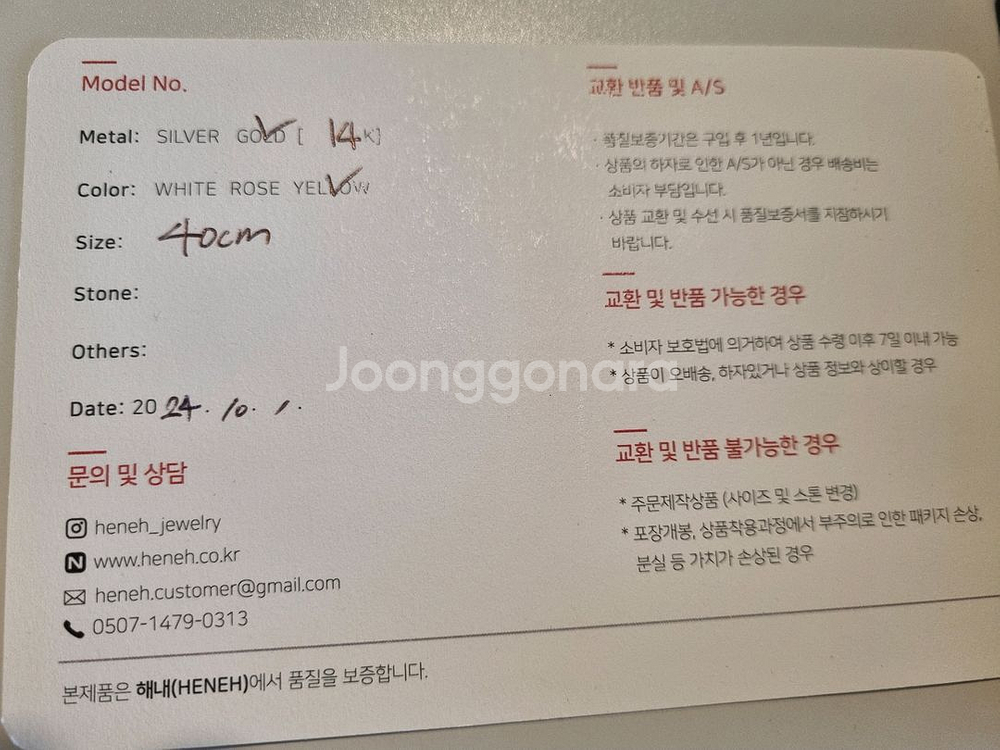 Model No.
Metal: SILVER GOLD [ 14K]
Color: WHITE ROSE YELLOW
Size: 40cm
Stone:
Others:
Date: 2024. 10. 1.
문의 및 상담
heneh_jewelry
www.heneh.co.kr
heneh.customer@gmail.com
0507-1479-0313
교환 반품 및 A/S
· 품질보증기간은 구입 후 1년입니다.
· 상품의 하자로 인한 A/S가 아닌 경우 배송비는
소비자 부담입니다.
· 상품 교환 및 수선 시 품질보증서를 지참하시기
바랍니다.
교환 및 반품 가능한 경우
* 소비자 보호법에 의거하여 상품 수령 이후 7일 이내 가능
* 상품이 오배송, 하자있거나 상품 정보와 상이할 경우
교환 및 반품 불가능한 경우
* 주문제작상품 (사이즈 및 스톤 변경)
* 포장개봉, 상품착용과정에서 부주의로 인한 패키지 손상,
분실 등 가치가 손상된 경우
본제품은 해내(HENEH)에서 품질을 보증합니다.
Joonggonara